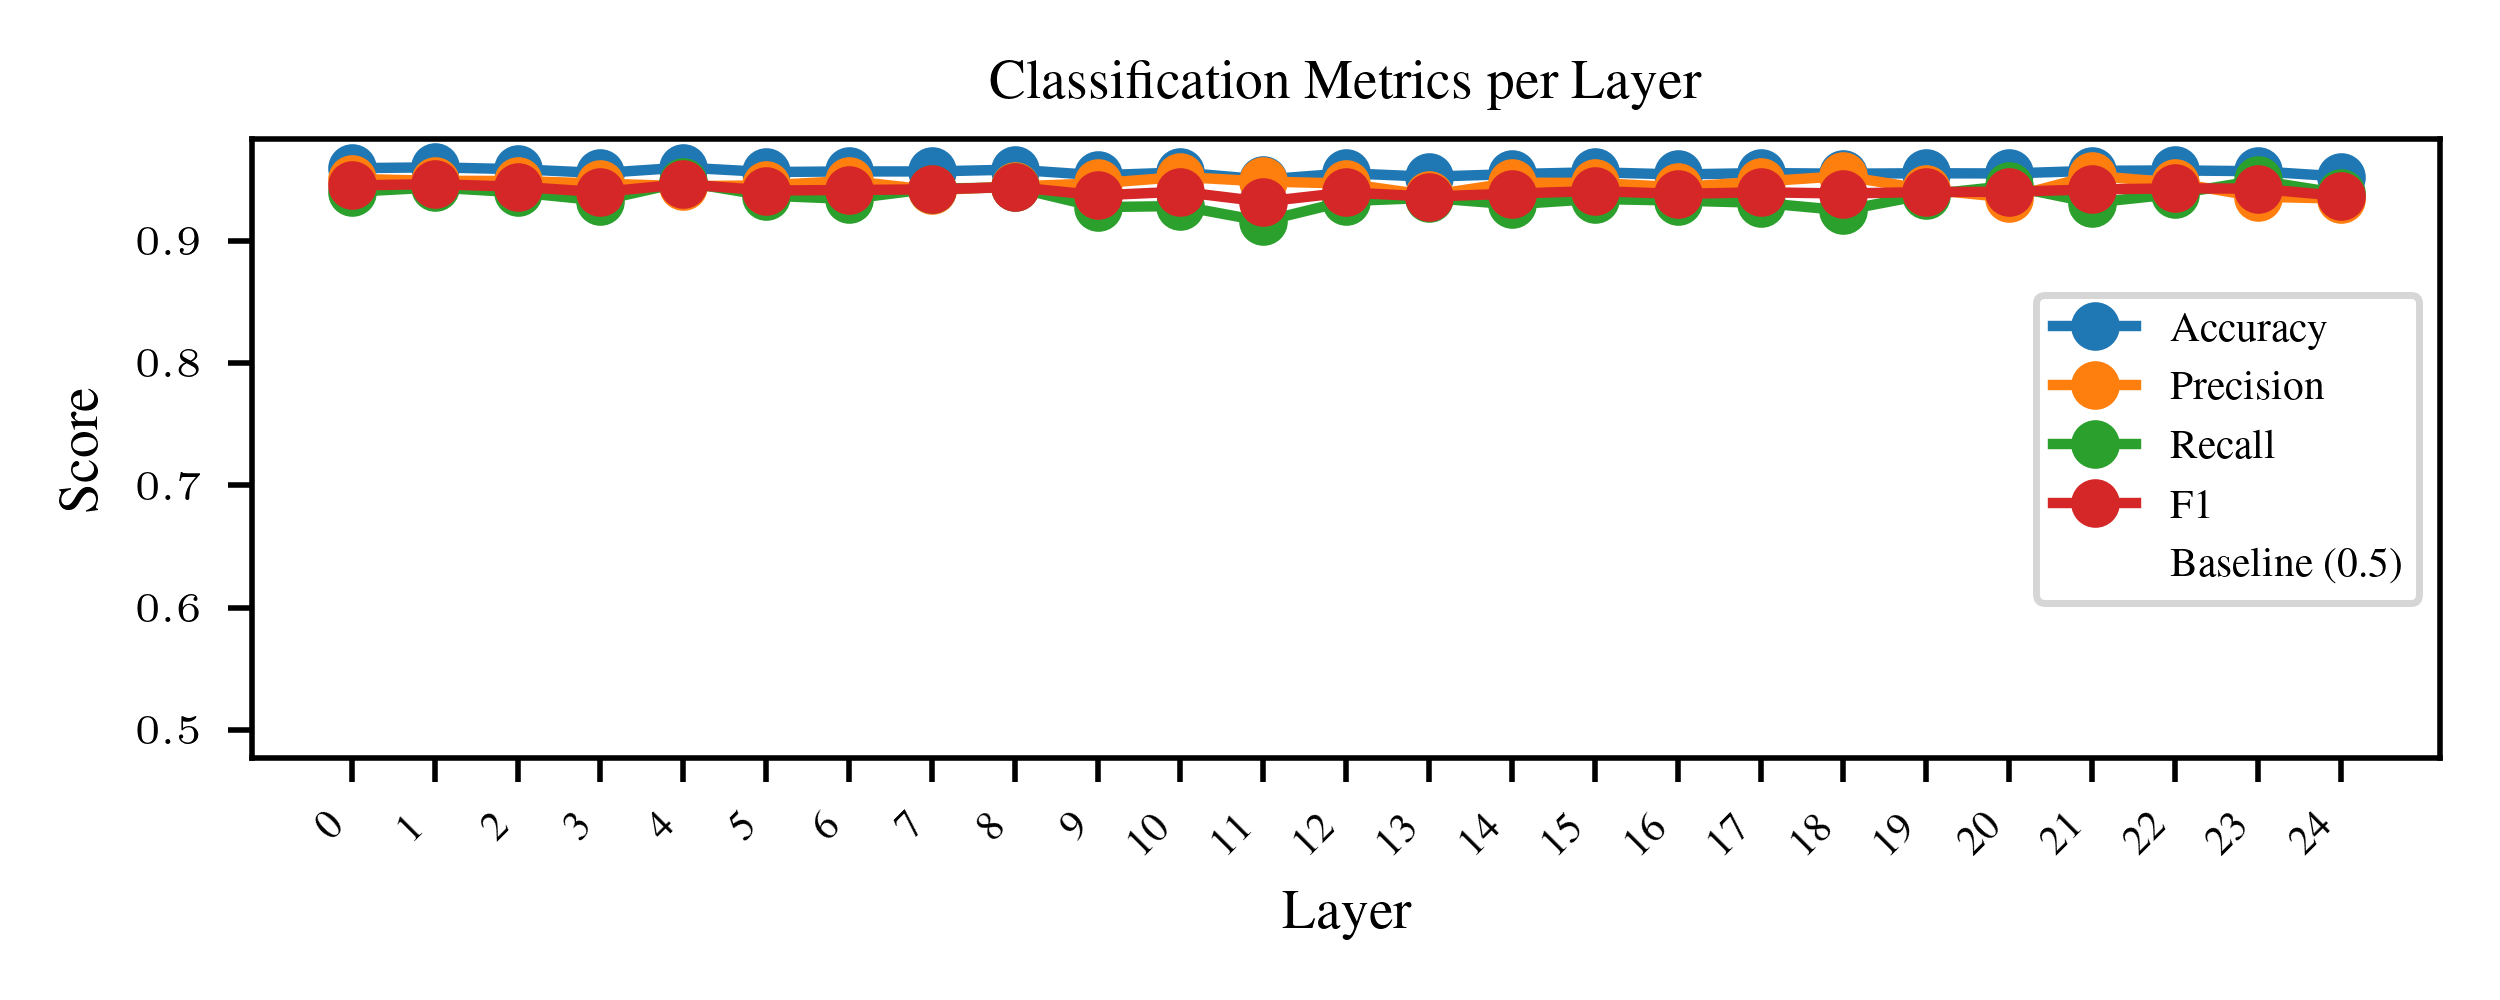 Classification Metrics per Layer
Score
0.9
0.8
0.7
0.6
0.5
Accuracy
Precision
Recall
F1
Baseline (0.5)
0 1 2 3 4 5 6 7 8 9 10 11 12 13 14 15 16 17 18 19 20 21 22 23 24
Layer